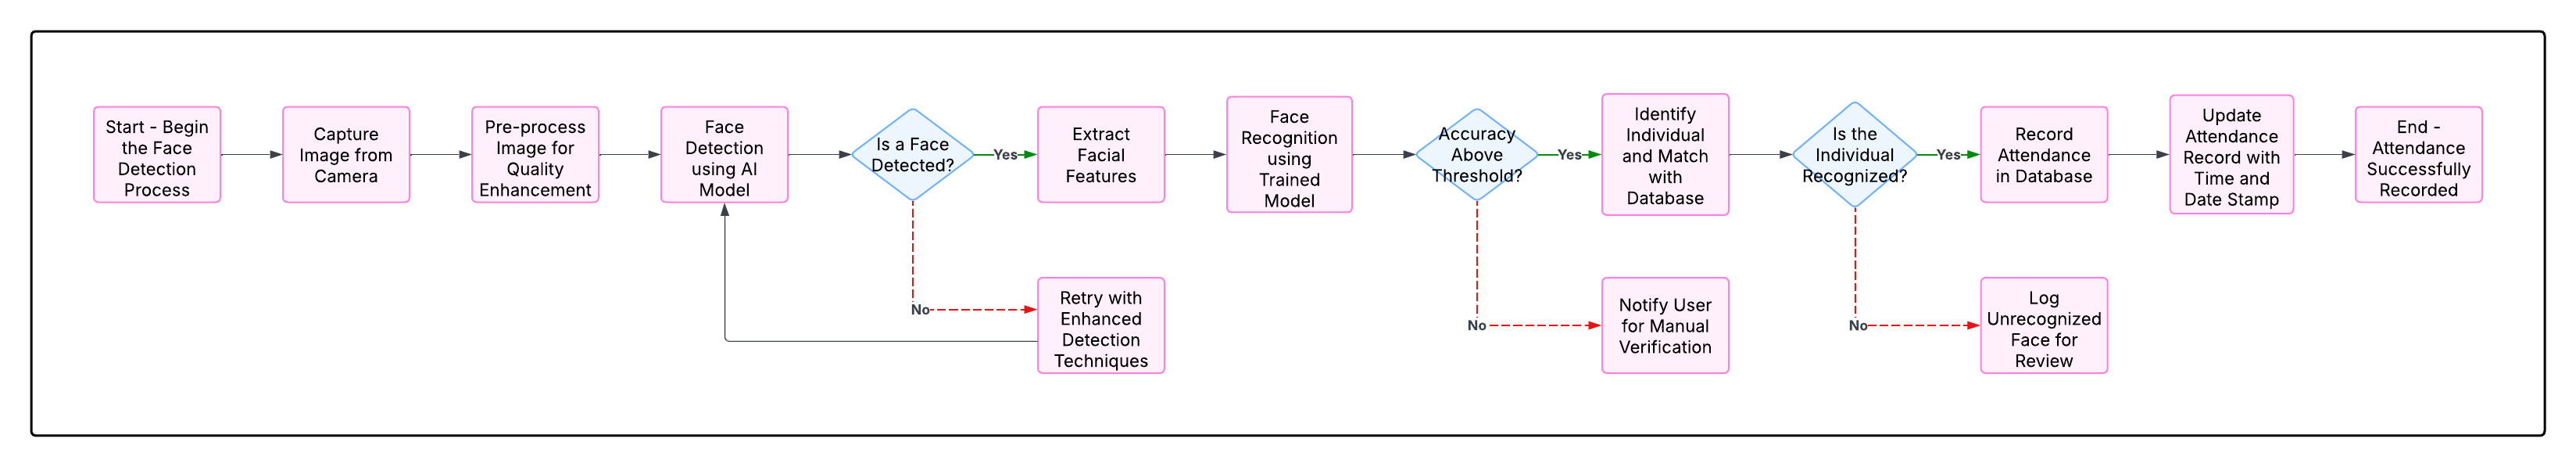 Start - Begin
the Face
Detection
Process
Capture
Image from
Camera
Pre-process
Image for
Quality
Enhancement
Face
Detection
using AI
Model
Is a Face
Detected?
Yes
Extract
Facial
Features
Face
Recognition
using
Trained
Model
Accuracy
Above
Threshold?
Yes
Identify
Individual
and Match
with
Database
Is the
Individual
Recognized?
Yes
Record
Attendance
in Database
Update
Attendance
Record with
Time and
Date Stamp
End -
Attendance
Successfully
Recorded
No
Retry with
Enhanced
Detection
Techniques
No
Notify User
for Manual
Verification
No
Log
Unrecognized
Face for
Review